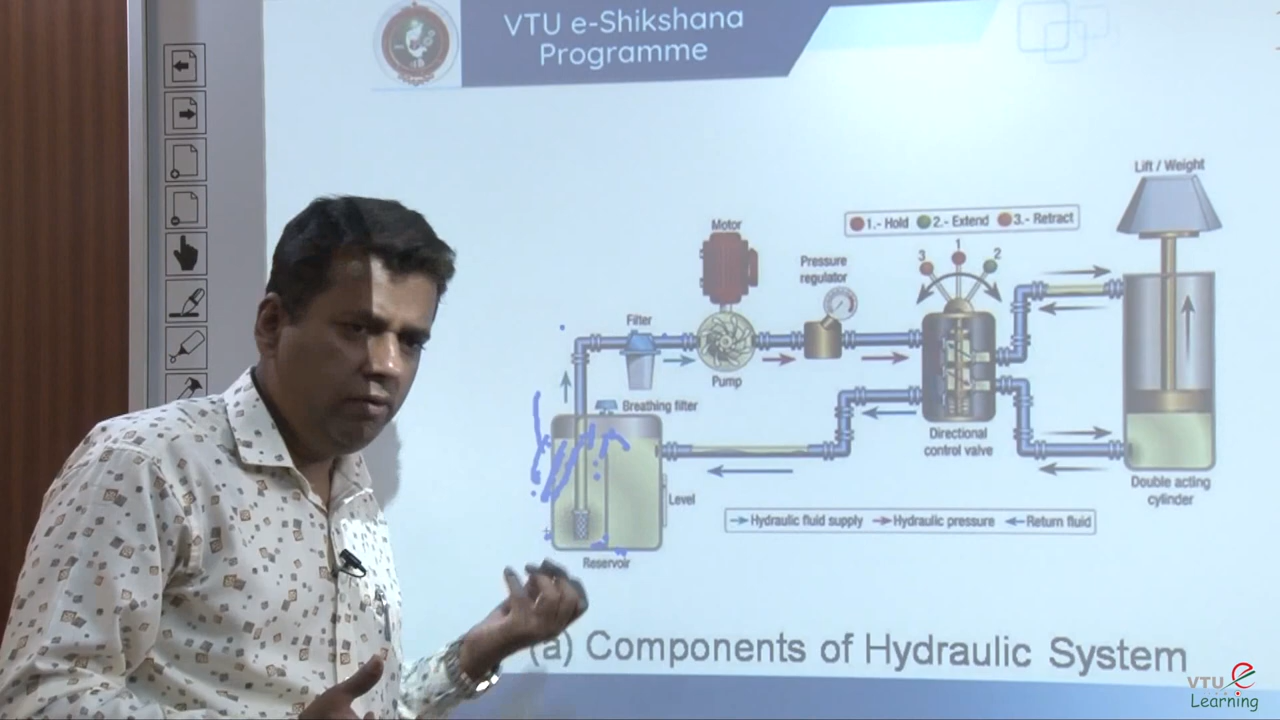 VTU e-Shikshana
Programme
Lift / Weight
1.- Hold 2.- Extend 3.- Retract
Motor
Pressure
regulator
3 1 2
Filter
Pump
Breathing filter
Directional
control valve
Level
Double acting
cylinder
Hydraulic fluid supply Hydraulic pressure Return fluid
Reservoir
(a) Components of Hydraulic System
VTU e
Learning